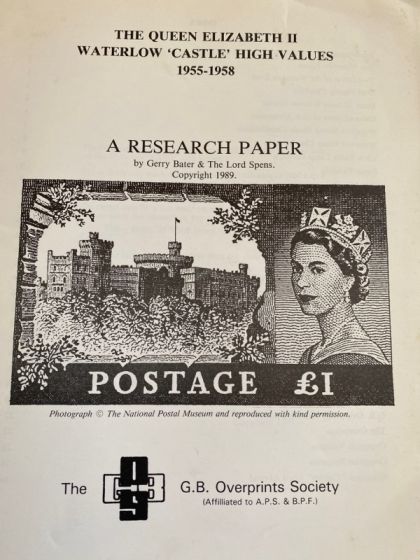 THE QUEEN ELIZABETH II
WATERLOW 'CASTLE' HIGH VALUES
1955-1958
A RESEARCH PAPER
by Gerry Bater & The Lord Spens.
Copyright 1989.
POSTAGE £1
Photograph © The National Postal Museum and reproduced with kind permission.
The G.B. Overprints Society
(Affilliated to A.P.S. & B.P.F.)